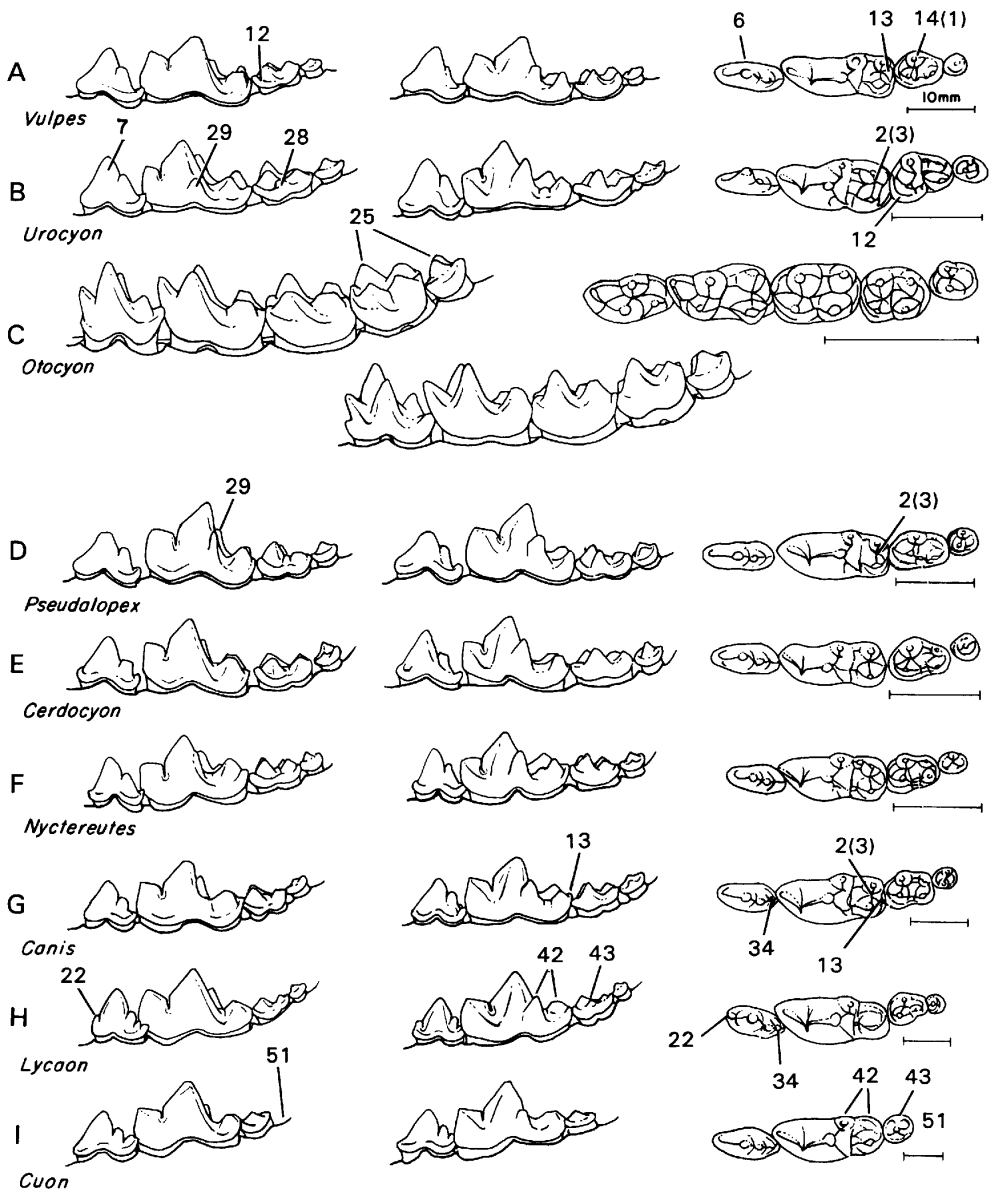 6 13 14(1)
12
A
10mm
Vulpes
7 29 28 2(3)
B
12
Urocyon
25
C
Otocyon
29
2(3)
D
Pseudalopex
E
Cerdocyon
F
Nyctereutes
13 2(3)
G
34 13
Canis
22 42 43
H
22
34
Lycaon
51 42 43
51
I
Cuon